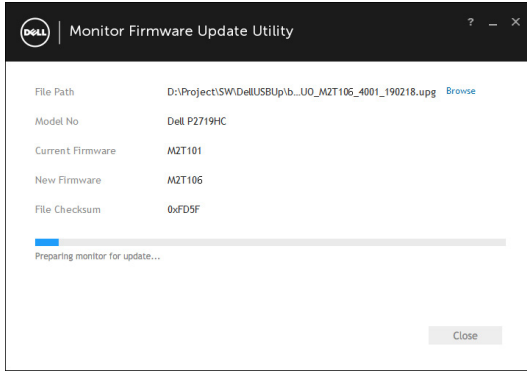 DELL Monitor Firmware Update Utility ? _ ×
File Path D:\Project\SW\DellUSBUp\b...UO_M2T106_4001_190218.upg Browse
Model No Dell P2719HC
Current Firmware M2T101
New Firmware M2T106
File Checksum 0xFD5F
Preparing monitor for update...
Close